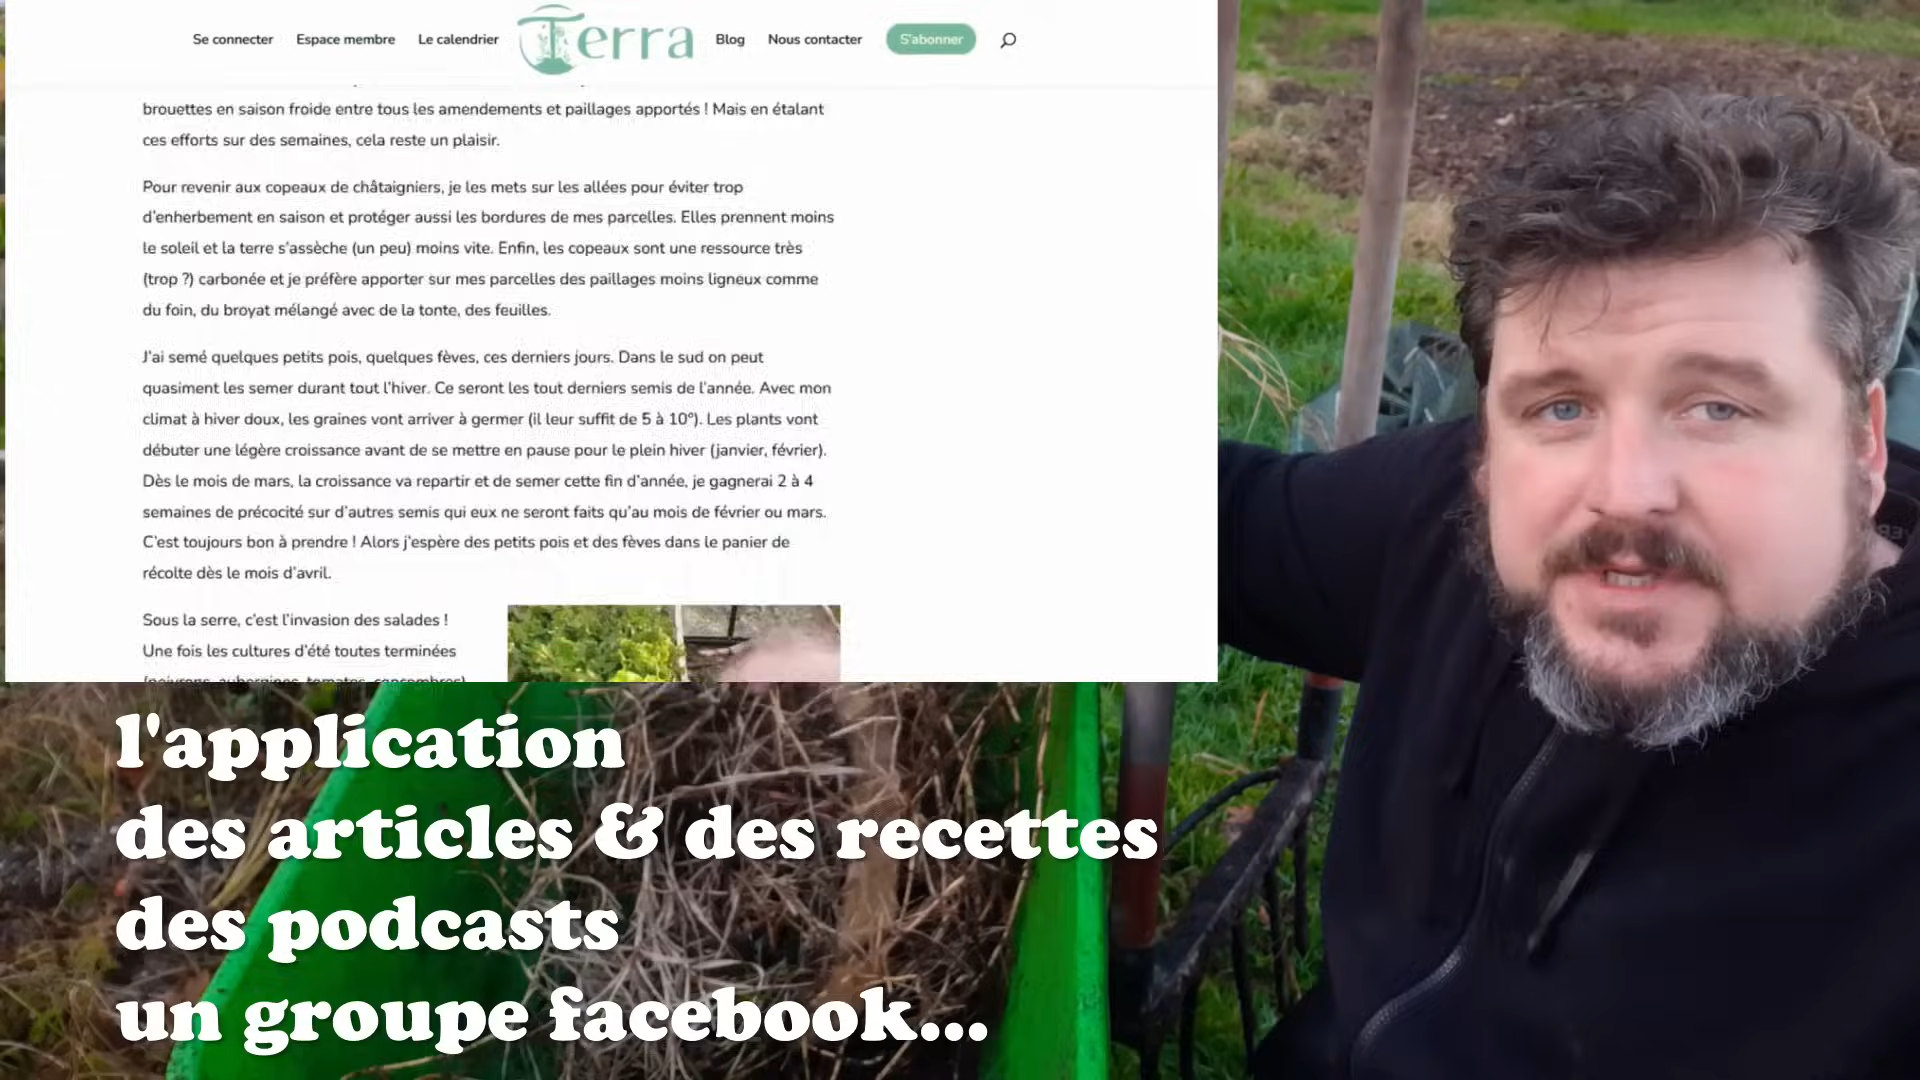 Se connecter Espace membre Le calendrier Terra Blog Nous contacter S'abonner
brouettes en saison froide entre tous les amendements et paillages apportés ! Mais en étalant
ces efforts sur des semaines, cela reste un plaisir.
Pour revenir aux copeaux de châtaigniers, je les mets sur les allées pour éviter trop
d'enherbement en saison et protéger aussi les bordures de mes parcelles. Elles prennent moins
le soleil et la terre s'assèche (un peu) moins vite. Enfin, les copeaux sont une ressource très
(trop ?) carbonée et je préfère apporter sur mes parcelles des paillages moins ligneux comme
du foin, du broyat mélangé avec de la tonte, des feuilles.
J'ai semé quelques petits pois, quelques fèves, ces derniers jours. Dans le sud on peut
quasiment les semer durant tout l'hiver. Ce seront les tout derniers semis de l'année. Avec mon
climat à hiver doux, les graines vont arriver à germer (il leur suffit de 5 à 10°). Les plants vont
débuter une légère croissance avant de se mettre en pause pour le plein hiver (janvier, février).
Dès le mois de mars, la croissance va repartir et de semer cette fin d'année, je gagnerai 2 à 4
semaines de précocité sur d'autres semis qui eux ne seront faits qu'au mois de février ou mars.
C'est toujours bon à prendre ! Alors j'espère des petits pois et des fèves dans le panier de
récolte dès le mois d'avril.
Sous la serre, c'est l'invasion des salades !
Une fois les cultures d'été toutes terminées
(poivrons, aubergines, tomates, concombres)
l'application
des articles & des recettes
des podcasts
un groupe facebook...